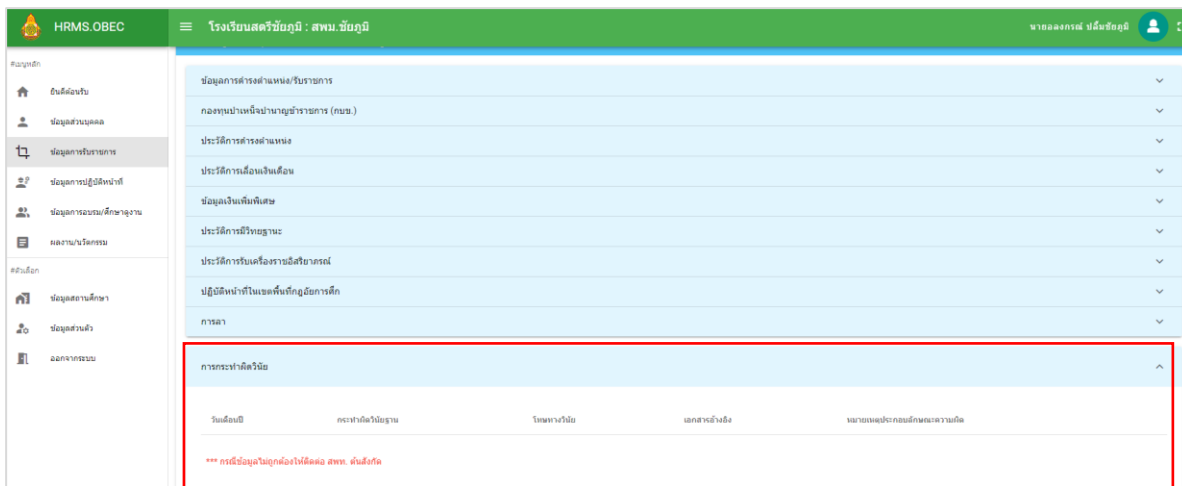 HRMS.OBEC
โรงเรียนสตรีชัยภูมิ : สพม.ชัยภูมิ
นายอลงกรณ์ ปลื้มชัยภูมิ
#เมนูหลัก
ยินดีต้อนรับ
ข้อมูลส่วนบุคคล
ข้อมูลการรับราชการ
ข้อมูลการปฏิบัติหน้าที่
ข้อมูลการอบรม/ศึกษาดูงาน
ผลงาน/นวัตกรรม
#ตัวเลือก
ข้อมูลสถานศึกษา
ข้อมูลส่วนตัว
ออกจากระบบ
ข้อมูลการดำรงตำแหน่ง/รับราชการ
กองทุนบำเหน็จบำนาญข้าราชการ (กบข.)
ประวัติการดำรงตำแหน่ง
ประวัติการเลื่อนเงินเดือน
ข้อมูลเงินเพิ่มพิเศษ
ประวัติการมีวิทยฐานะ
ประวัติการรับเครื่องราชอิสริยาภรณ์
ปฏิบัติหน้าที่ในเขตพื้นที่กฎอัยการศึก
การลา
การกระทำผิดวินัย
วันเดือนปี กระทำผิดวินัยฐาน โทษทางวินัย เอกสารอ้างอิง หมายเหตุประกอบลักษณะความผิด
*** กรณีข้อมูลไม่ถูกต้องให้ติดต่อ สพท. ต้นสังกัด